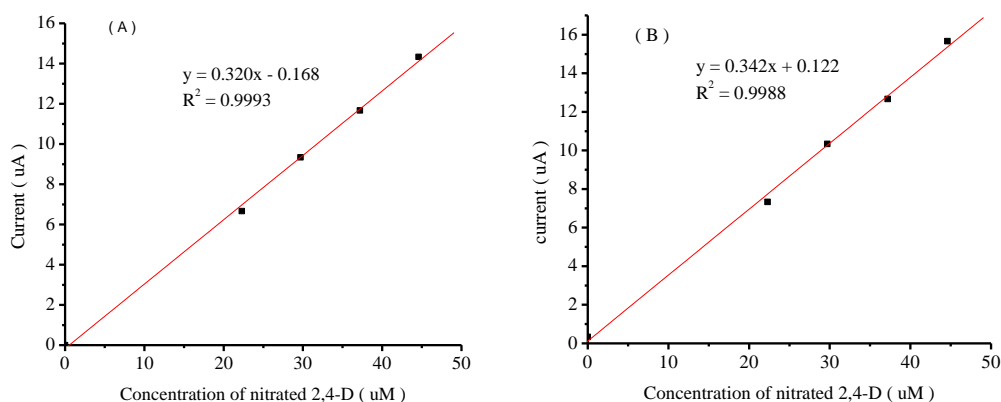 ( A )
y = 0.320x - 0.168
R² = 0.9993
Current ( uA )
16
14
12
10
8
6
4
2
0
0 10 20 30 40 50
Concentration of nitrated 2,4-D ( uM )
( B )
y = 0.342x + 0.122
R² = 0.9988
current ( uA )
16
14
12
10
8
6
4
2
0
0 10 20 30 40 50
Concentration of nitrated 2,4-D ( uM )